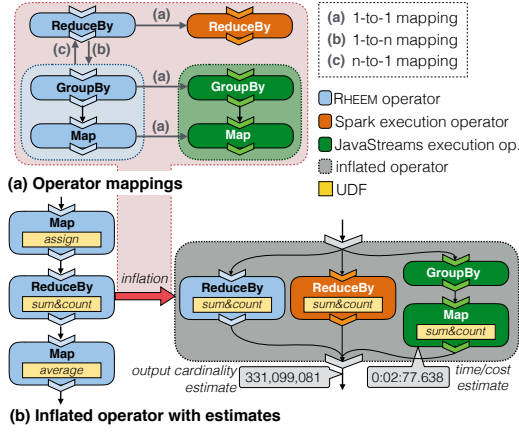 ReduceBy
(a)
ReduceBy
(c)
(b)
GroupBy
(a)
GroupBy
Map
(a)
Map
(a) Operator mappings
(a) 1-to-1 mapping
(b) 1-to-n mapping
(c) n-to-1 mapping
RHEEM operator
Spark execution operator
JavaStreams execution op.
inflated operator
UDF
Map
assign
ReduceBy
sum&count
Map
average
inflation
ReduceBy
sum&count
ReduceBy
sum&count
GroupBy
Map
sum&count
output cardinality
estimate
331,099,081
0:02:77.638
time/cost
estimate
(b) Inflated operator with estimates